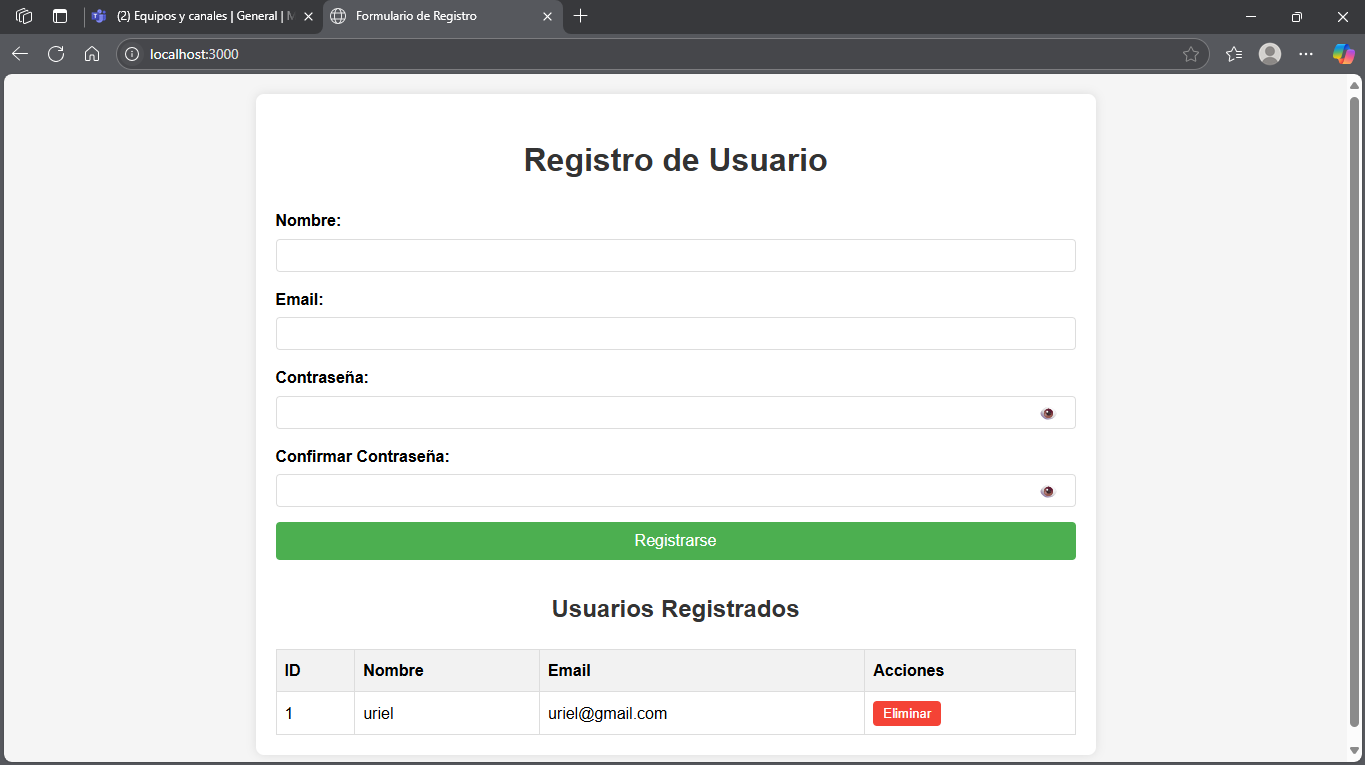 (2) Equipos y canales | General | M
Formulario de Registro
localhost:3000
Registro de Usuario
Nombre:
Email:
Contraseña:
Confirmar Contraseña:
Registrarse
Usuarios Registrados
ID Nombre Email Acciones
1 uriel uriel@gmail.com Eliminar